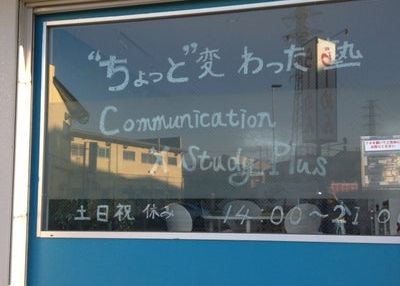 “ちょっと”変わった塾
Communication
X Study Plus
土日祝 休み 14:00〜21:0